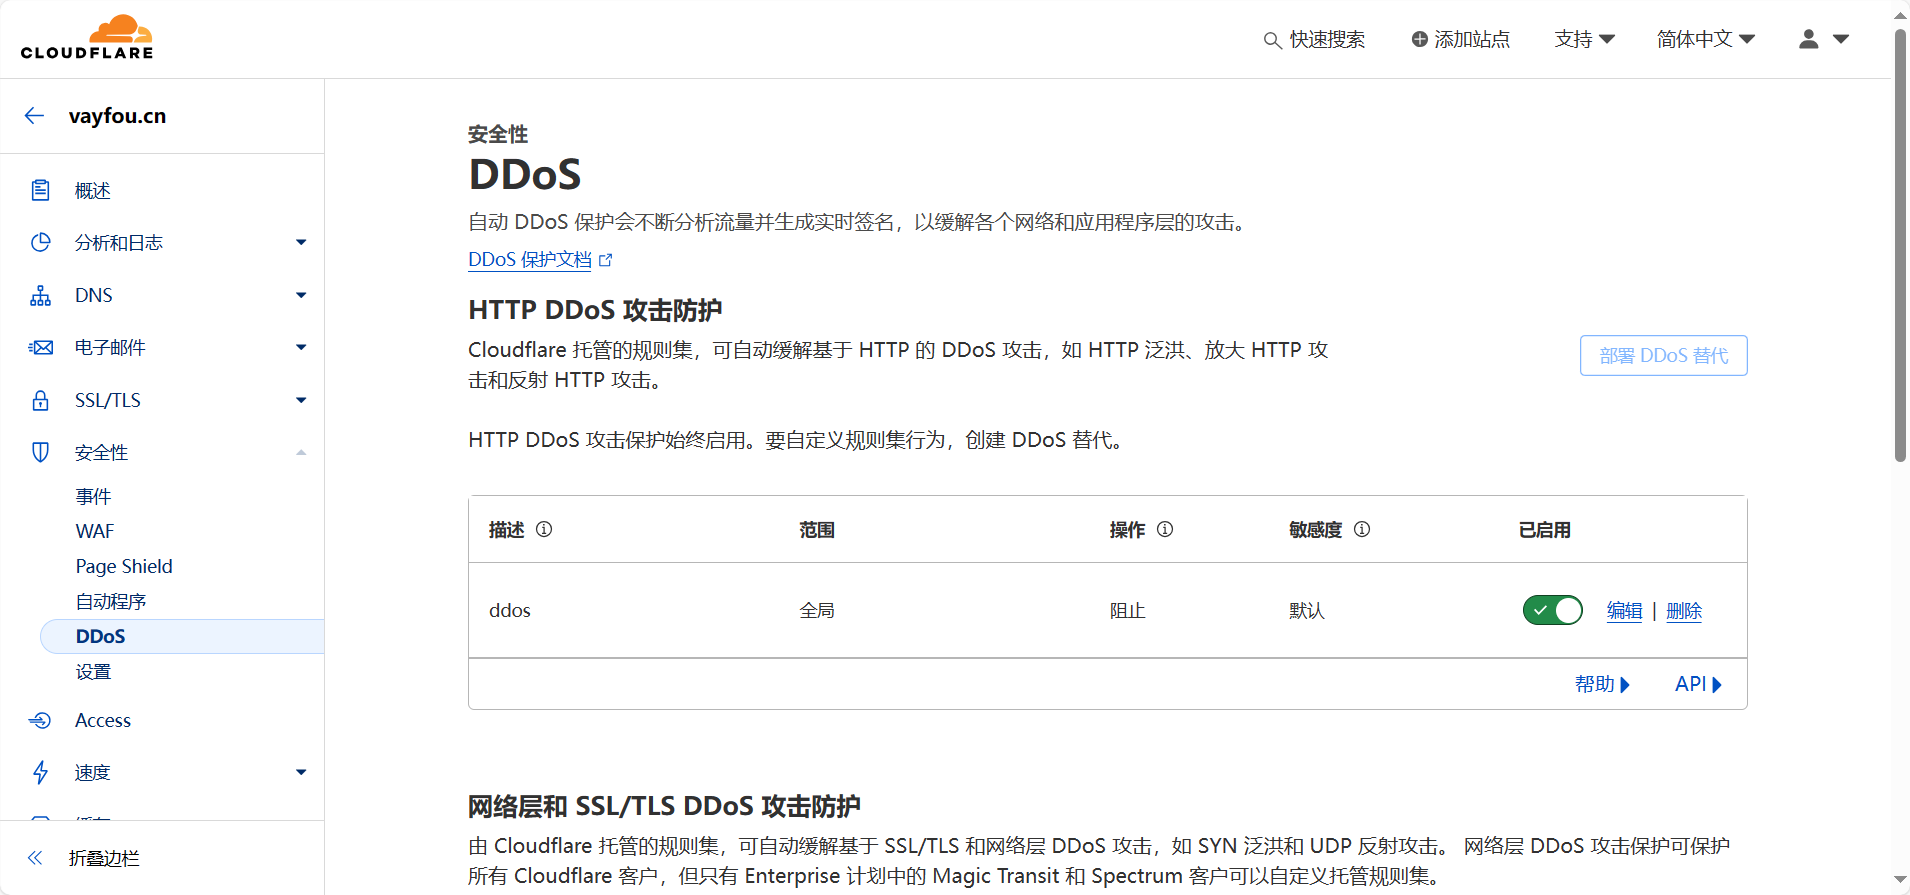 CLOUDFLARE
快速搜索
添加站点
支持
简体中文
vayfou.cn
概述
分析和日志
DNS
电子邮件
SSL/TLS
安全性
事件
WAF
Page Shield
自动程序
DDoS
设置
Access
速度
折叠边栏
安全性
DDoS
自动 DDoS 保护会不断分析流量并生成实时签名，以缓解各个网络和应用程序层的攻击。
DDoS 保护文档
HTTP DDoS 攻击防护
Cloudflare 托管的规则集，可自动缓解基于 HTTP 的 DDoS 攻击，如 HTTP 泛洪、放大 HTTP 攻
击和反射 HTTP 攻击。
部署 DDoS 替代
HTTP DDoS 攻击保护始终启用。要自定义规则集行为，创建 DDoS 替代。
描述 范围 操作 敏感度 已启用
ddos 全局 阻止 默认 编辑 | 删除
帮助 API
网络层和 SSL/TLS DDoS 攻击防护
由 Cloudflare 托管的规则集，可自动缓解基于 SSL/TLS 和网络层 DDoS 攻击，如 SYN 泛洪和 UDP 反射攻击。 网络层 DDoS 攻击保护可保护
所有 Cloudflare 客户，但只有 Enterprise 计划中的 Magic Transit 和 Spectrum 客户可以自定义托管规则集。